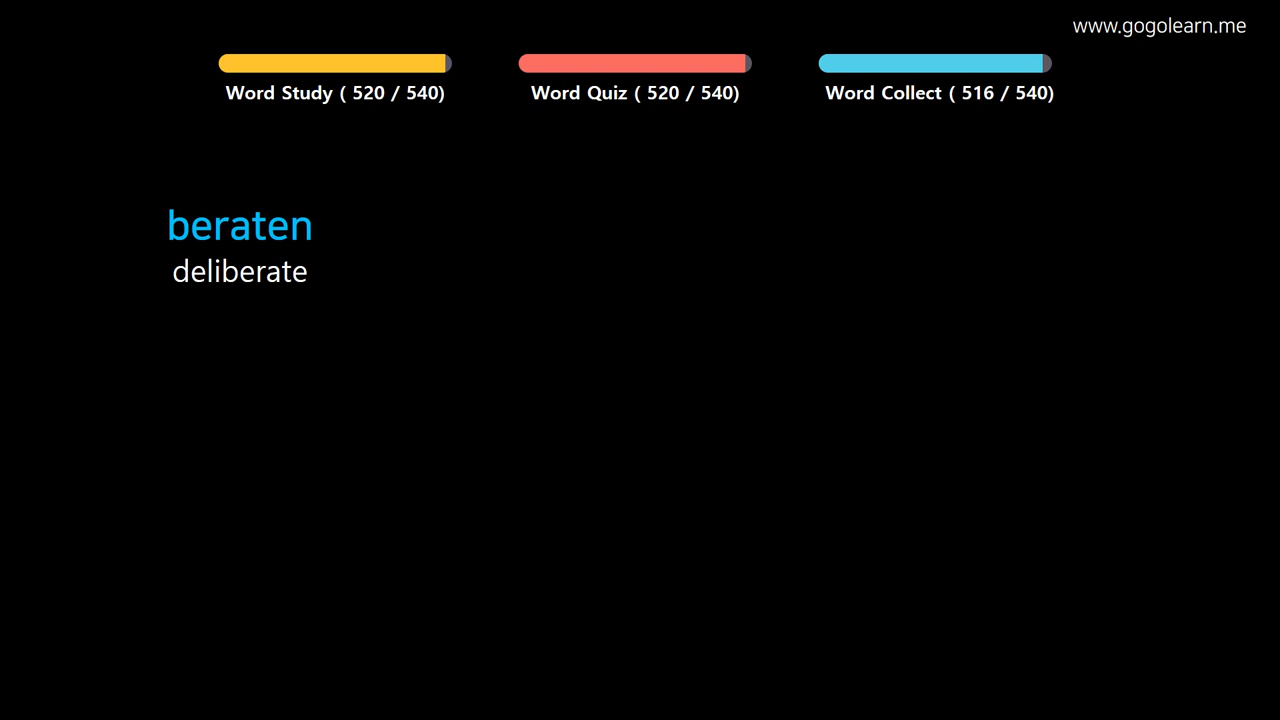 www.gogolearn.me
Word Study ( 520 / 540)
Word Quiz ( 520 / 540)
Word Collect ( 516 / 540)
beraten
deliberate